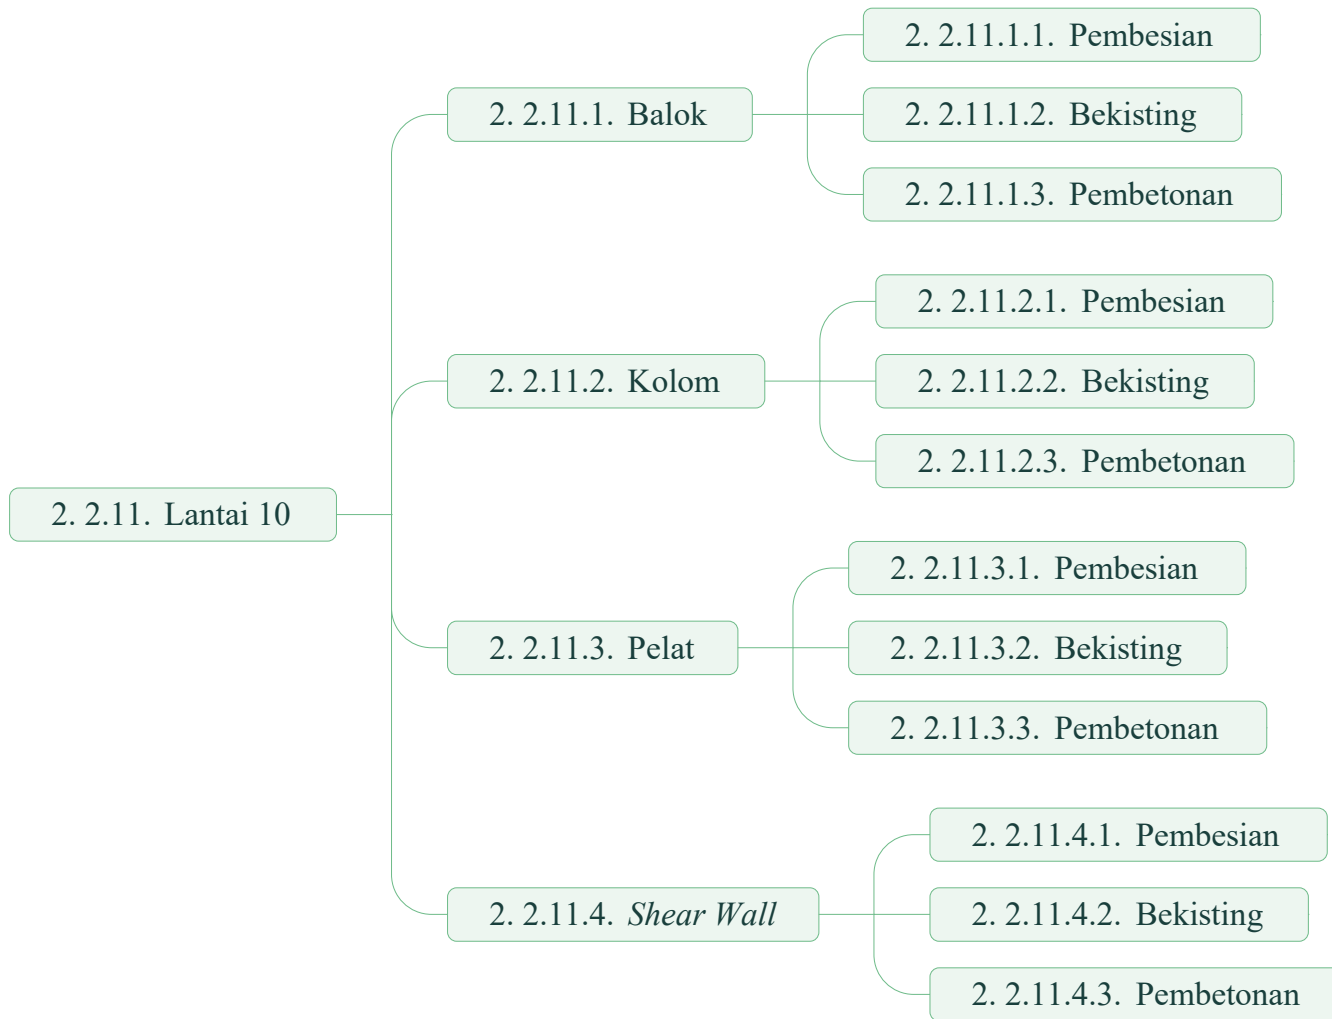 2. 2.11. Lantai 10
2. 2.11.1. Balok
2. 2.11.1.1. Pembesian
2. 2.11.1.2. Bekisting
2. 2.11.1.3. Pembetonan
2. 2.11.2. Kolom
2. 2.11.2.1. Pembesian
2. 2.11.2.2. Bekisting
2. 2.11.2.3. Pembetonan
2. 2.11.3. Pelat
2. 2.11.3.1. Pembesian
2. 2.11.3.2. Bekisting
2. 2.11.3.3. Pembetonan
2. 2.11.4. Shear Wall
2. 2.11.4.1. Pembesian
2. 2.11.4.2. Bekisting
2. 2.11.4.3. Pembetonan